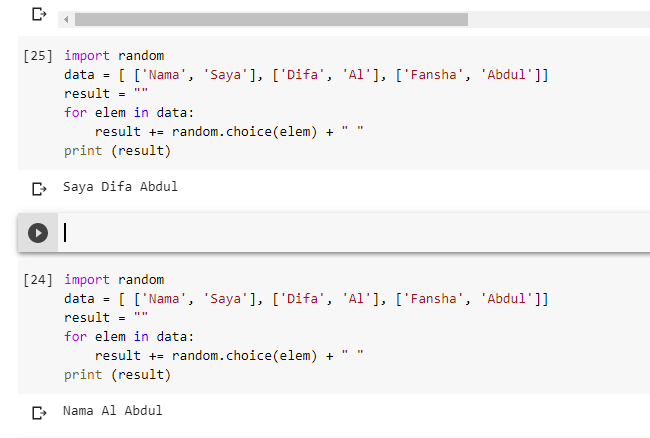 [25] import random
data = [ ['Nama', 'Saya'], ['Difa', 'Al'], ['Fansha', 'Abdul']]
result = ""
for elem in data:
    result += random.choice(elem) + " "
print (result)
Saya Difa Abdul
[24] import random
data = [ ['Nama', 'Saya'], ['Difa', 'Al'], ['Fansha', 'Abdul']]
result = ""
for elem in data:
    result += random.choice(elem) + " "
print (result)
Nama Al Abdul